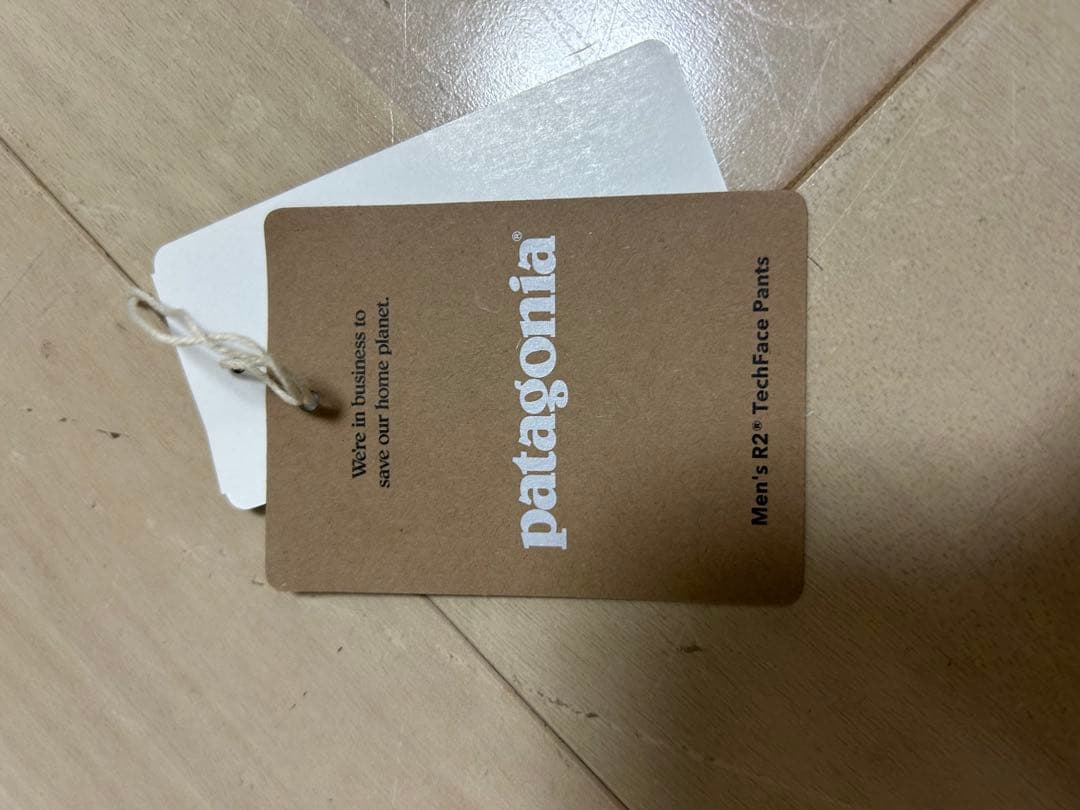 We're in business to
save our home planet.
patagonia®
Men's R2® TechFace Pants